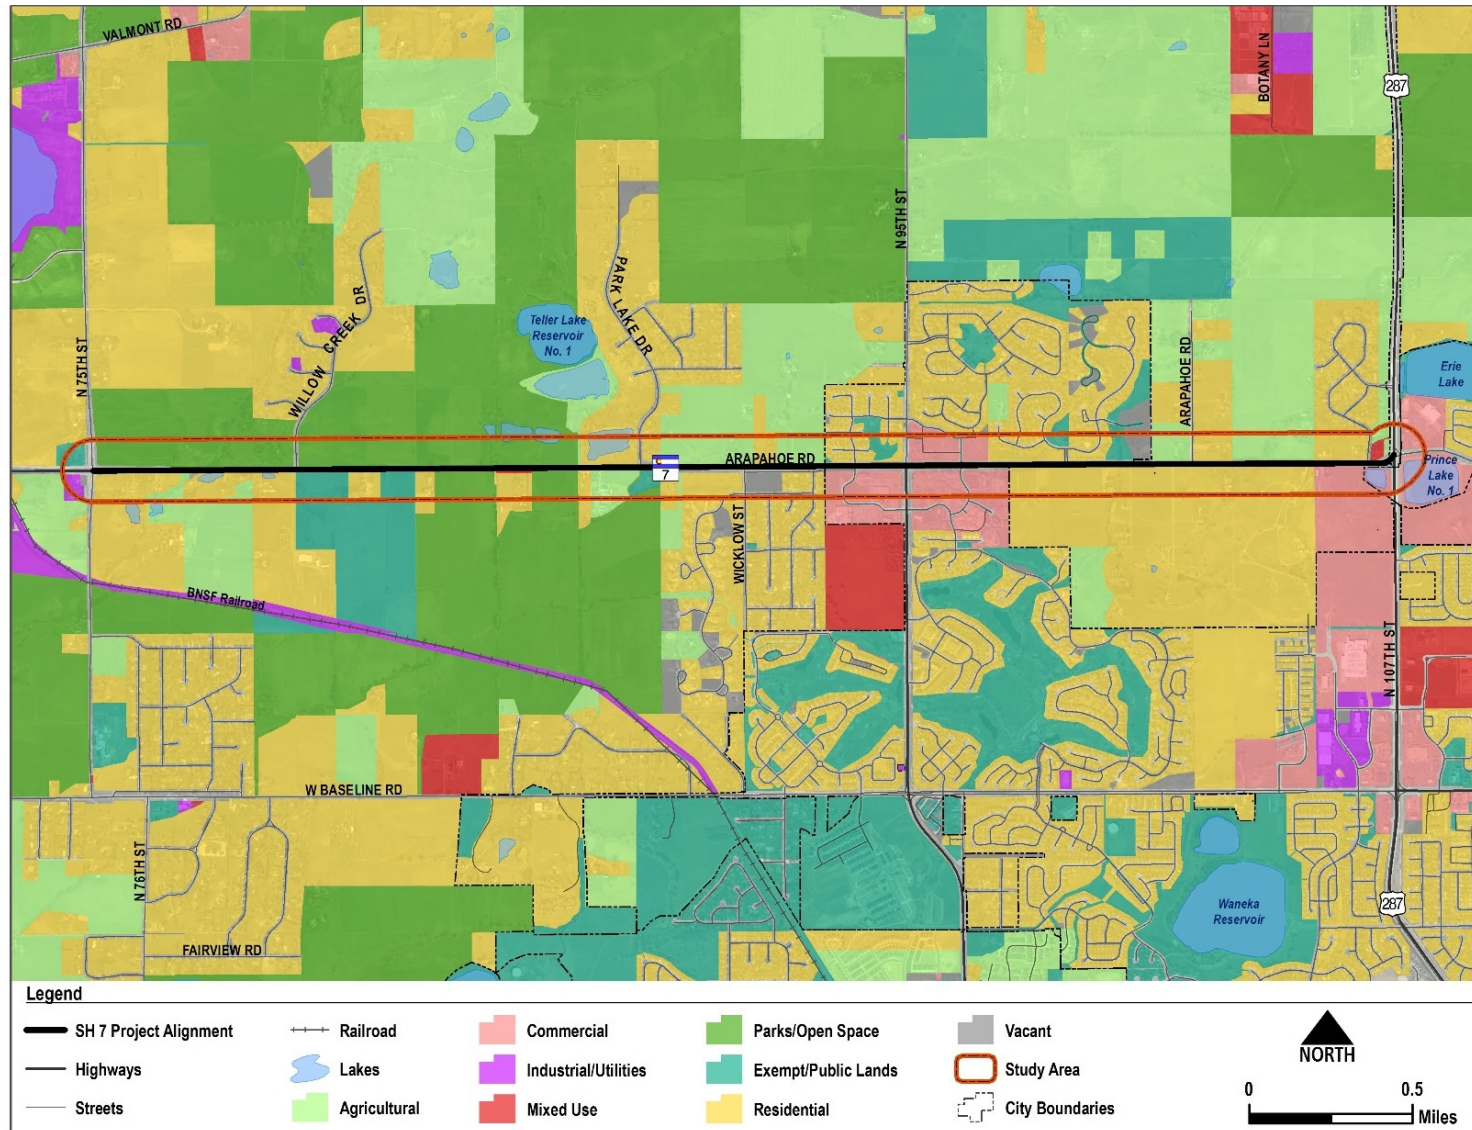 VALMONT RD
BOTANY LN
287
N 95TH ST
PARK LAKE DR
WILLOW CREEK DR
Teller Lake
Reservoir
No. 1
N 75TH ST
ARAPAHOE RD
Erie
Lake
ARAPAHOE RD
7
Prince
Lake
No. 1
WICKLOW ST
BNSF Railroad
N 107TH ST
W BASELINE RD
N 76TH ST
Waneka
Reservoir
287
FAIRVIEW RD
Legend
SH 7 Project Alignment
Railroad
Commercial
Parks/Open Space
Vacant
Highways
Lakes
Industrial/Utilities
Exempt/Public Lands
Study Area
Streets
Agricultural
Mixed Use
Residential
City Boundaries
NORTH
0 0.5
Miles